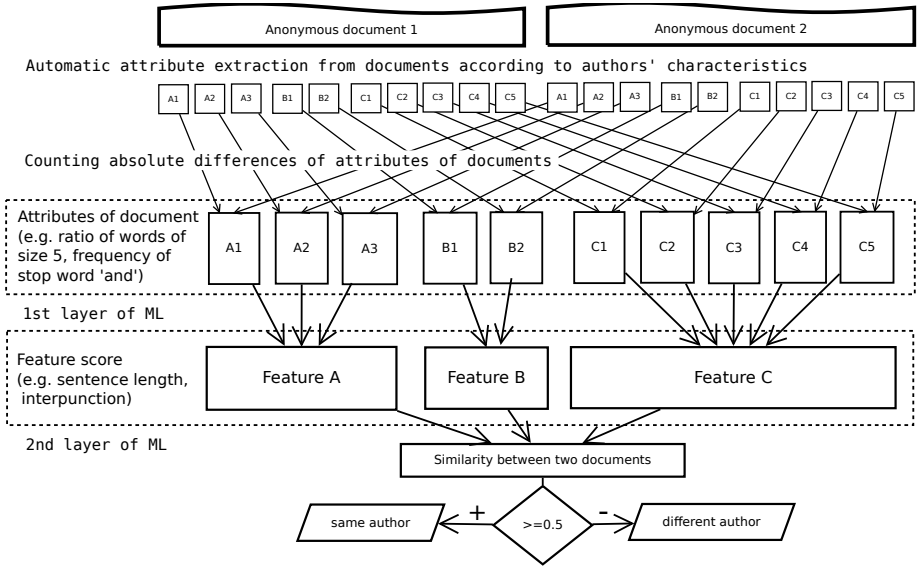 Anonymous document 1
Anonymous document 2
Automatic attribute extraction from documents according to authors' characteristics
A1 A2 A3 B1 B2 C1 C2 C3 C4 C5 A1 A2 A3 B1 B2 C1 C2 C3 C4 C5
Counting absolute differences of attributes of documents
Attributes of document
(e.g. ratio of words of
size 5, frequency of
stop word 'and')
A1 A2 A3 B1 B2 C1 C2 C3 C4 C5
1st layer of ML
Feature score
(e.g. sentence length,
interpunction)
Feature A
Feature B
Feature C
2nd layer of ML
Similarity between two documents
same author
+
>=0.5
-
different author